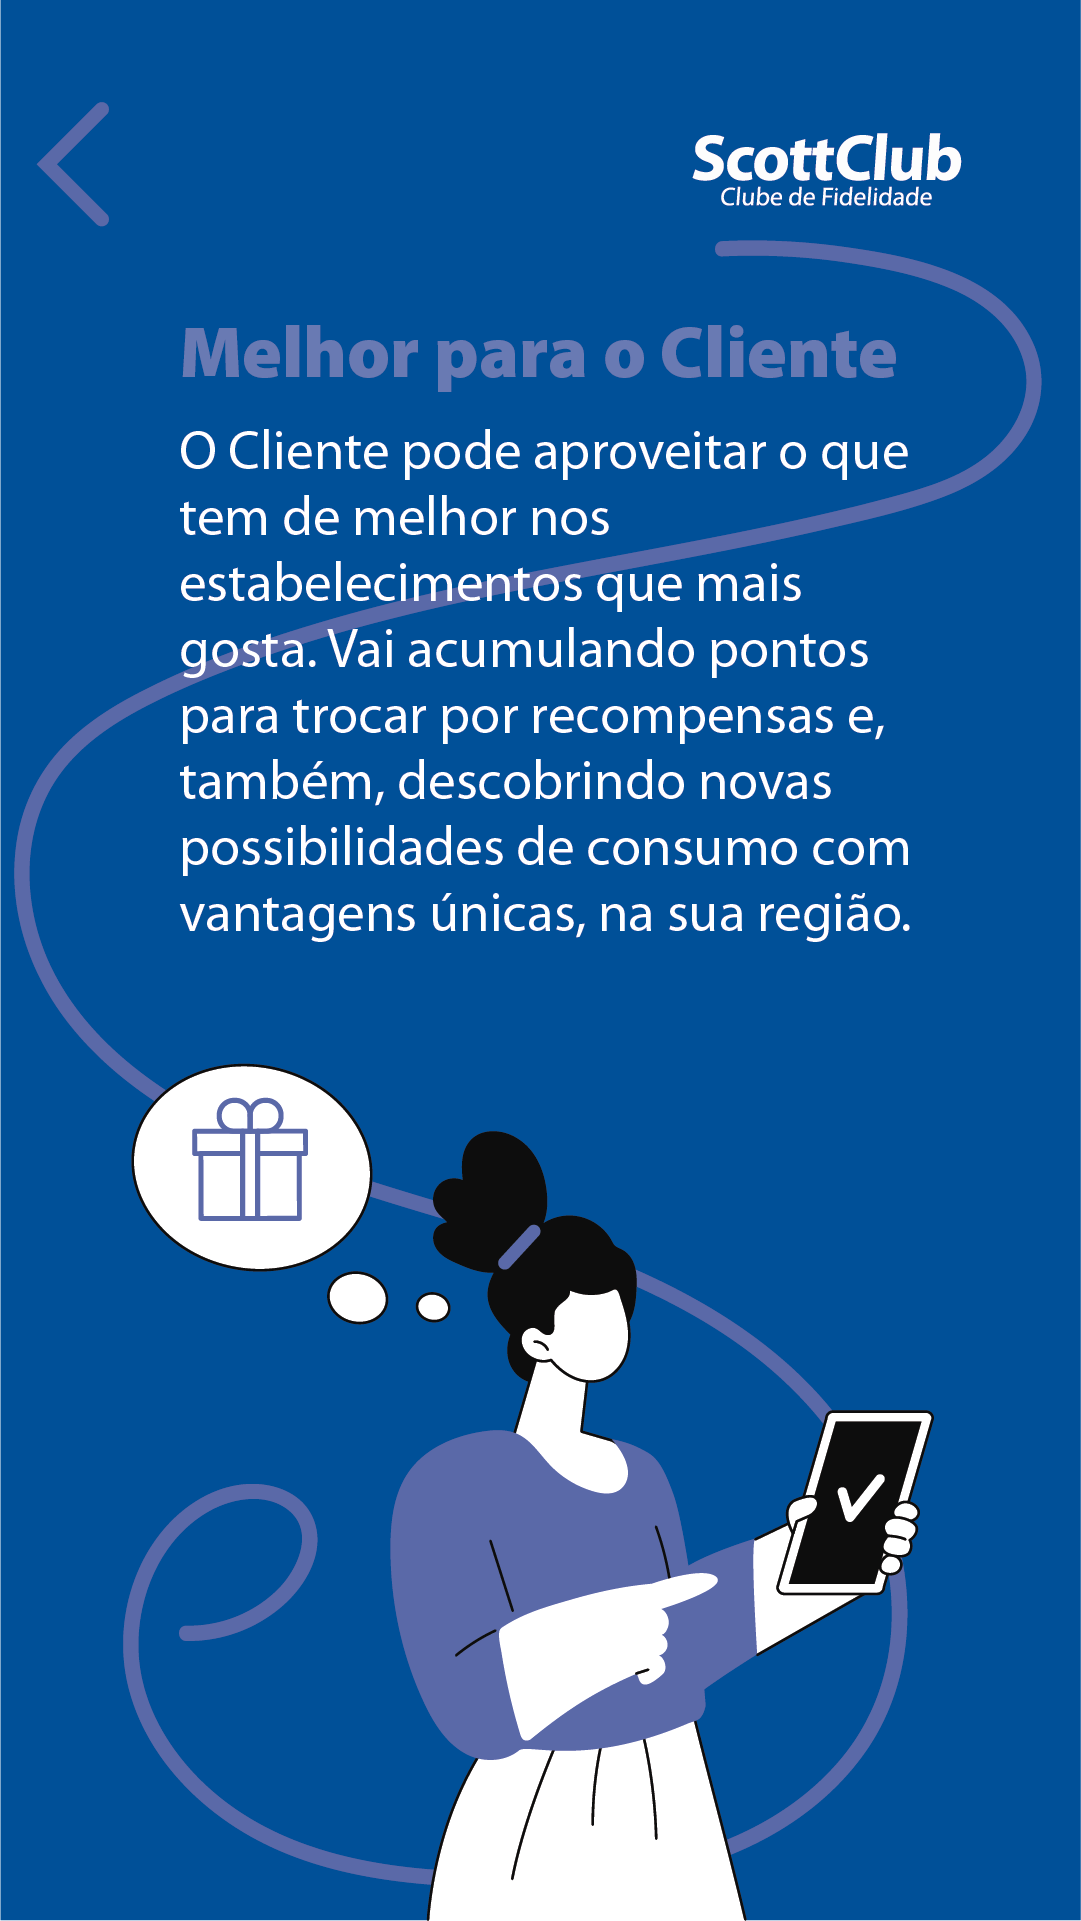 ScottClub
Clube de Fidelidade
Melhor para o Cliente
O Cliente pode aproveitar o que
tem de melhor nos
estabelecimentos que mais
gosta. Vai acumulando pontos
para trocar por recompensas e,
também, descobrindo novas
possibilidades de consumo com
vantagens únicas, na sua região.